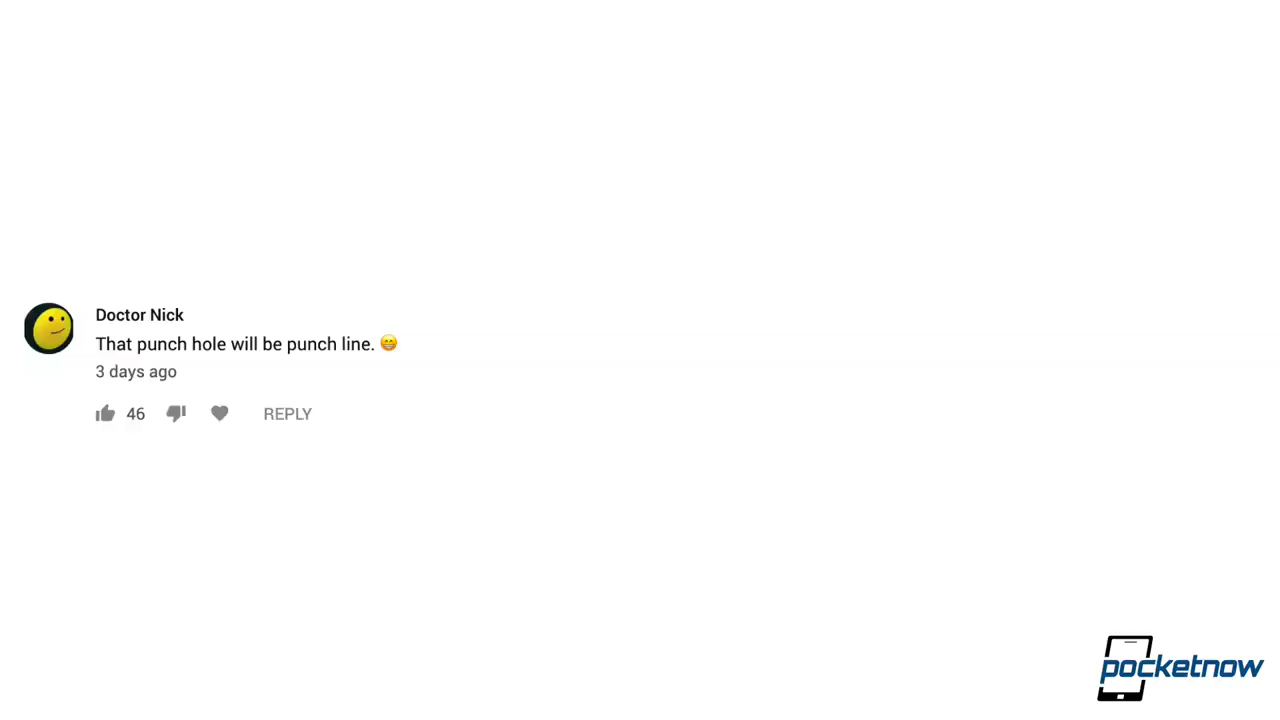 Doctor Nick
That punch hole will be punch line. 😁
3 days ago
46 REPLY
pocketnow